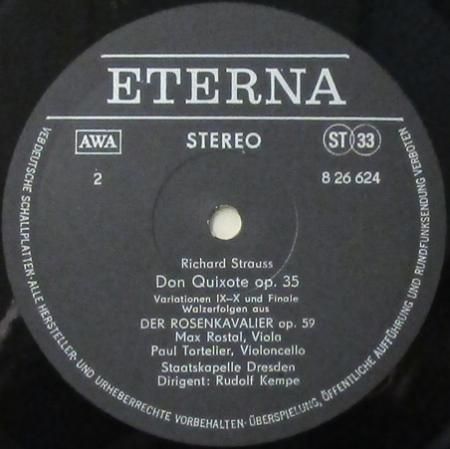 ETERNA
AWA
STEREO
ST 33
2
8 26 624
Richard Strauss
Don Quixote op. 35
Variationen IX–X und Finale
Walzerfolgen aus
DER ROSENKAVALIER op. 59
Max Rostal, Viola
Paul Tortelier, Violoncello
Staatskapelle Dresden
Dirigent: Rudolf Kempe
VEB DEUTSCHE SCHALLPLATTEN · ALLE HERSTELLER- UND URHEBERRECHTE VORBEHALTEN · ÜBERSPIELUNG, ÖFFENTLICHE AUFFÜHRUNG UND RUNDFUNKSENDUNG VERBOTEN